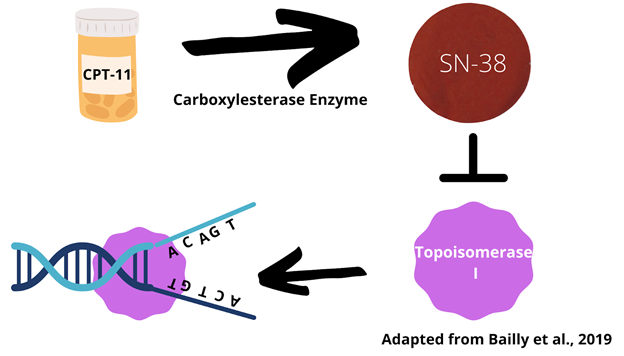 CPT-11
Carboxylesterase Enzyme
SN-38
Topoisomerase
I
A C A G T
A C T G T
Adapted from Bailly et al., 2019